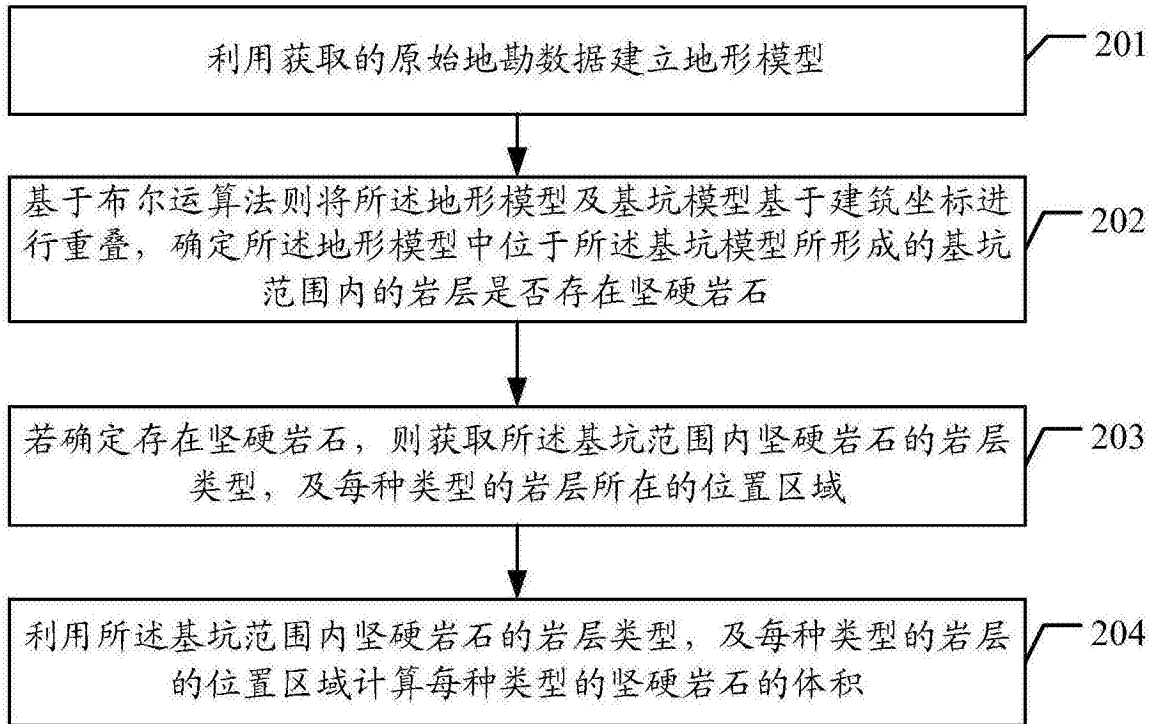 利用获取的原始地勘数据建立地形模型
201
基于布尔运算法则将所述地形模型及基坑模型基于建筑坐标进
行重叠，确定所述地形模型中位于所述基坑模型所形成的基坑
范围内的岩层是否存在坚硬岩石
202
若确定存在坚硬岩石，则获取所述基坑范围内坚硬岩石的岩层
类型，及每种类型的岩层所在的位置区域
203
利用所述基坑范围内坚硬岩石的岩层类型，及每种类型的岩层
的位置区域计算每种类型的坚硬岩石的体积
204